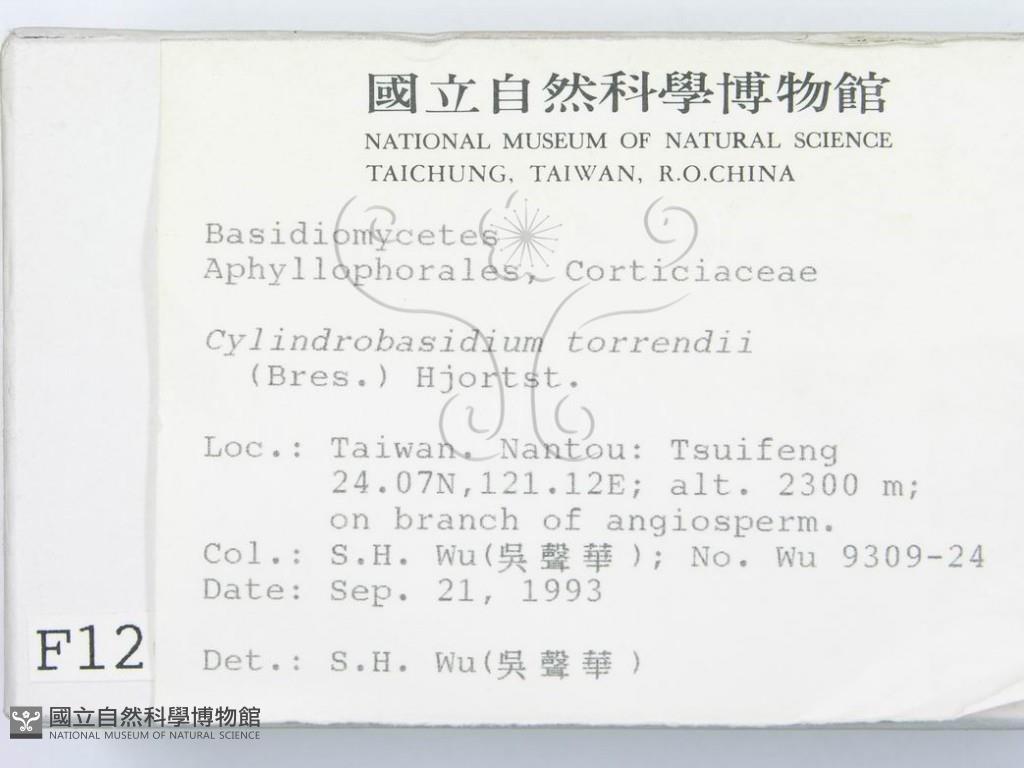 國立自然科學博物館
NATIONAL MUSEUM OF NATURAL SCIENCE
TAICHUNG, TAIWAN, R.O.CHINA
Basidiomycetes
Aphyllophorales, Corticiaceae
Cylindrobasidium torrendii
(Bres.) Hjortst.
Loc.: Taiwan. Nantou: Tsuifeng
24.07N,121.12E; alt. 2300 m;
on branch of angiosperm.
Col.: S.H. Wu(吳聲華); No. Wu 9309-24
Date: Sep. 21, 1993
Det.: S.H. Wu(吳聲華)
F12
國立自然科學博物館
NATIONAL MUSEUM OF NATURAL SCIENCE